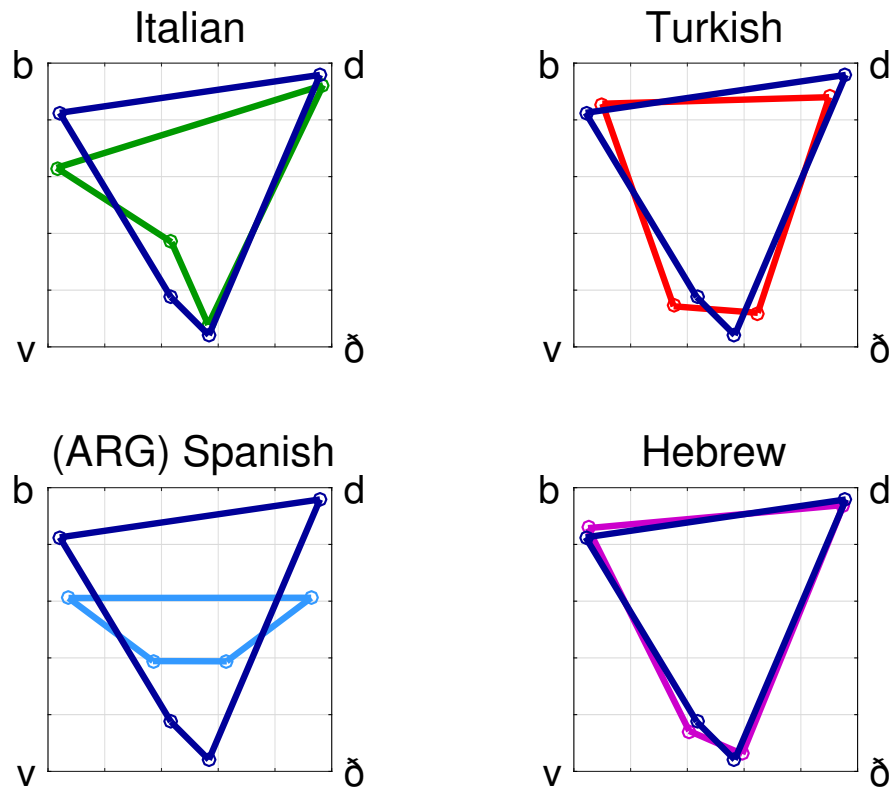 Italian
b d
v ð
Turkish
b d
v ð
(ARG) Spanish
b d
v ð
Hebrew
b d
v ð